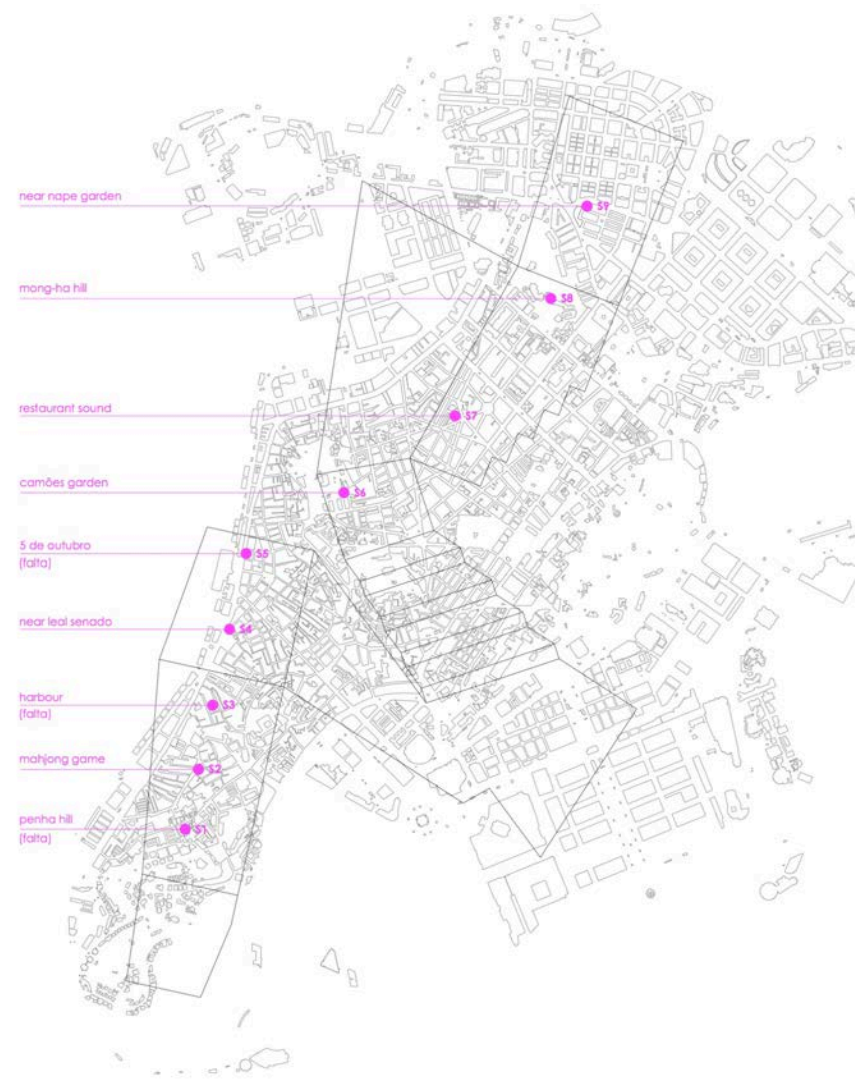 near nape garden
S9
mong-ha hill
S8
restaurant sound
S7
camões garden
S6
5 de outubro
(falta)
S5
near leal senado
S4
harbour
(falta)
S3
mahjong game
S2
penha hill
(falta)
S1